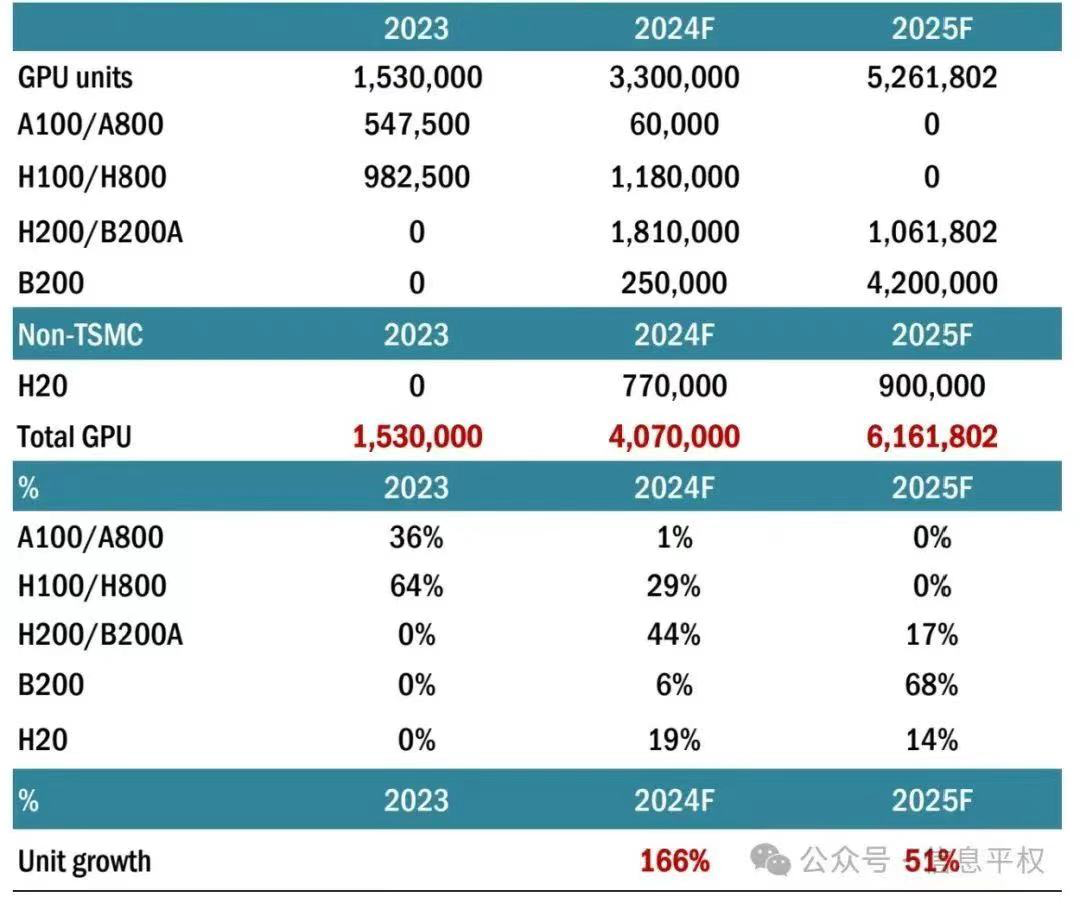 2023 2024F 2025F
GPU units 1,530,000 3,300,000 5,261,802
A100/A800 547,500 60,000 0
H100/H800 982,500 1,180,000 0
H200/B200A 0 1,810,000 1,061,802
B200 0 250,000 4,200,000
Non-TSMC 2023 2024F 2025F
H20 0 770,000 900,000
Total GPU 1,530,000 4,070,000 6,161,802
% 2023 2024F 2025F
A100/A800 36% 1% 0%
H100/H800 64% 29% 0%
H200/B200A 0% 44% 17%
B200 0% 6% 68%
H20 0% 19% 14%
% 2023 2024F 2025F
Unit growth 166% 51%
公众号 · 信息平权